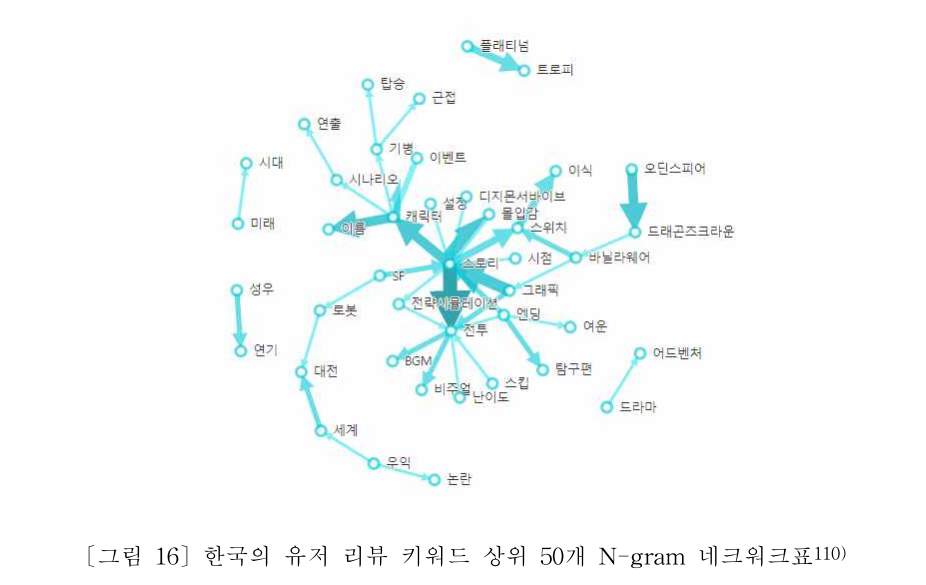 플래티넘
트로피
탑승
근접
연출
기병
이벤트
시대
시나리오
이식
오딘스피어
디지몬서바이브
설정
몰입감
캐릭터
미래
이름
스위치
드래곤즈크라운
스토리
시점
바닐라웨어
SF
성우
그래픽
전략시뮬레이션
로봇
엔딩
전투
여운
연기
어드벤처
BGM
대전
탐구편
비주얼
스킵
난이도
드라마
세계
우익
논란
[그림 16] 한국의 유저 리뷰 키워드 상위 50개 N-gram 네크워크표110)